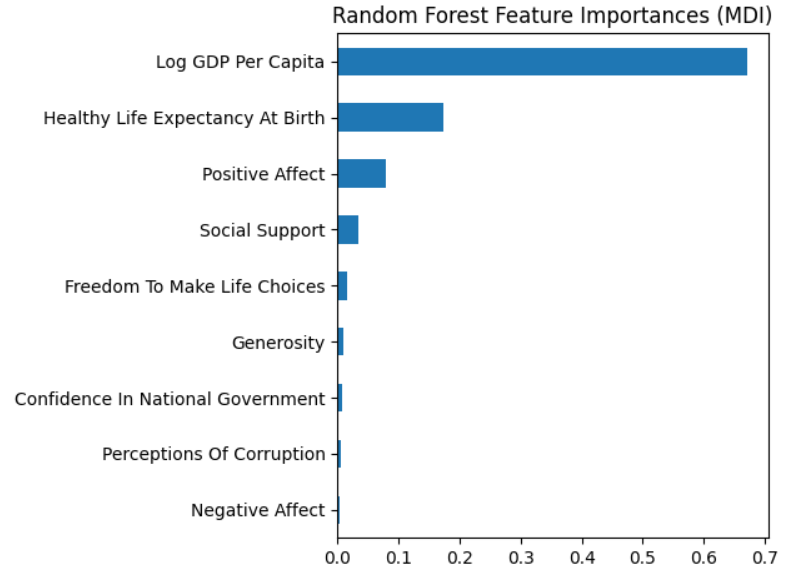 Random Forest Feature Importances (MDI)
Log GDP Per Capita
Healthy Life Expectancy At Birth
Positive Affect
Social Support
Freedom To Make Life Choices
Generosity
Confidence In National Government
Perceptions Of Corruption
Negative Affect
0.0 0.1 0.2 0.3 0.4 0.5 0.6 0.7